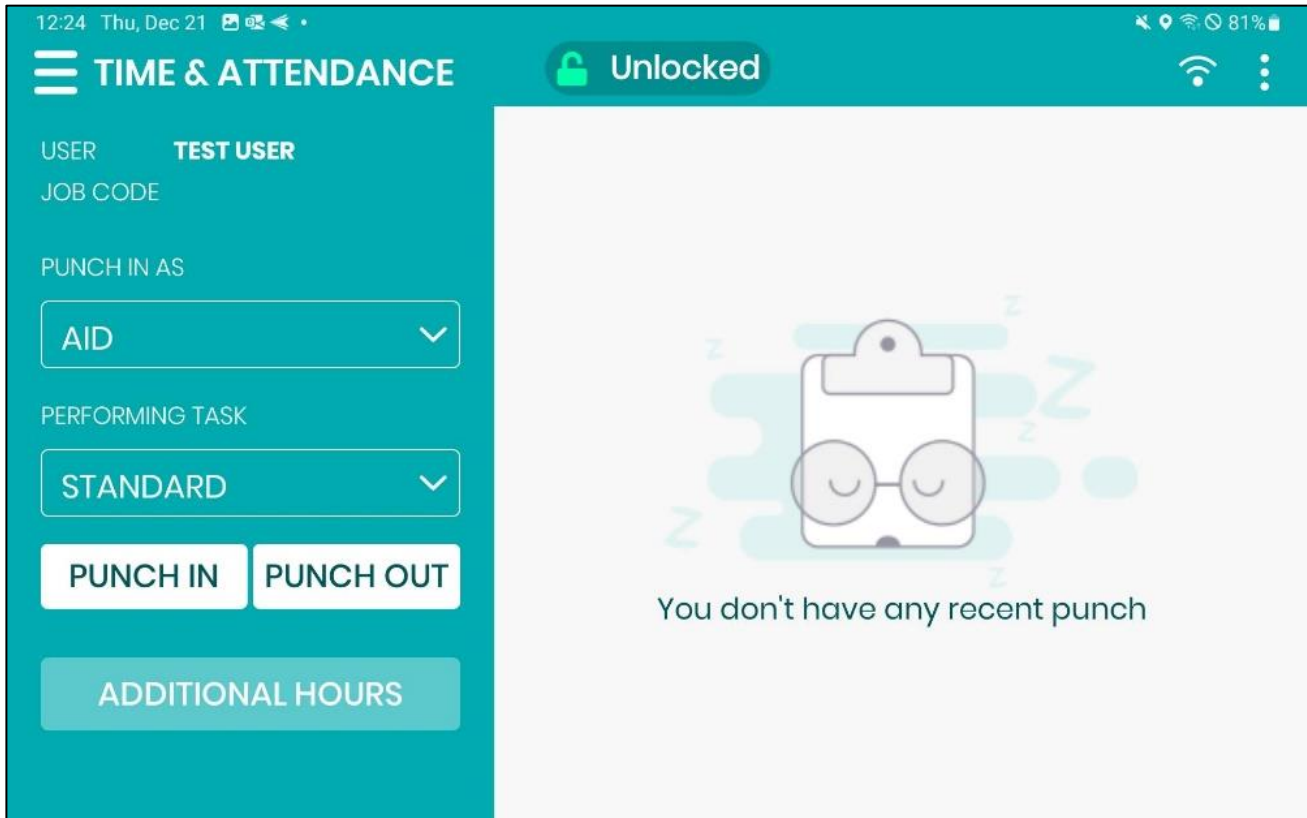 12:24 Thu, Dec 21
81%
TIME & ATTENDANCE
Unlocked
USER TEST USER
JOB CODE
PUNCH IN AS
AID
PERFORMING TASK
STANDARD
PUNCH IN PUNCH OUT
ADDITIONAL HOURS
z
z
Z
z
Z
z
You don't have any recent punch